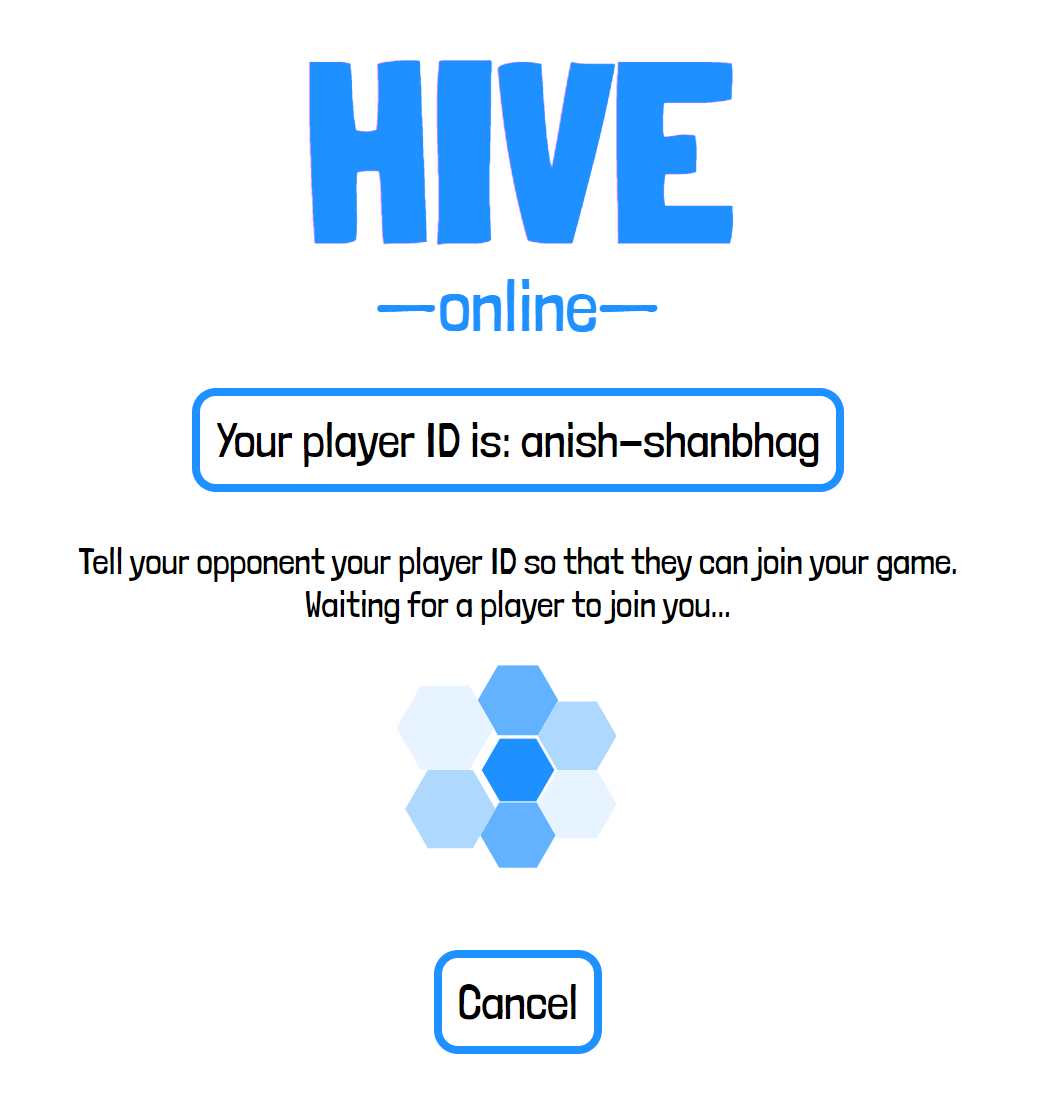 HIVE
—online—
Your player ID is: anish-shanbhag
Tell your opponent your player ID so that they can join your game.
Waiting for a player to join you...
Cancel